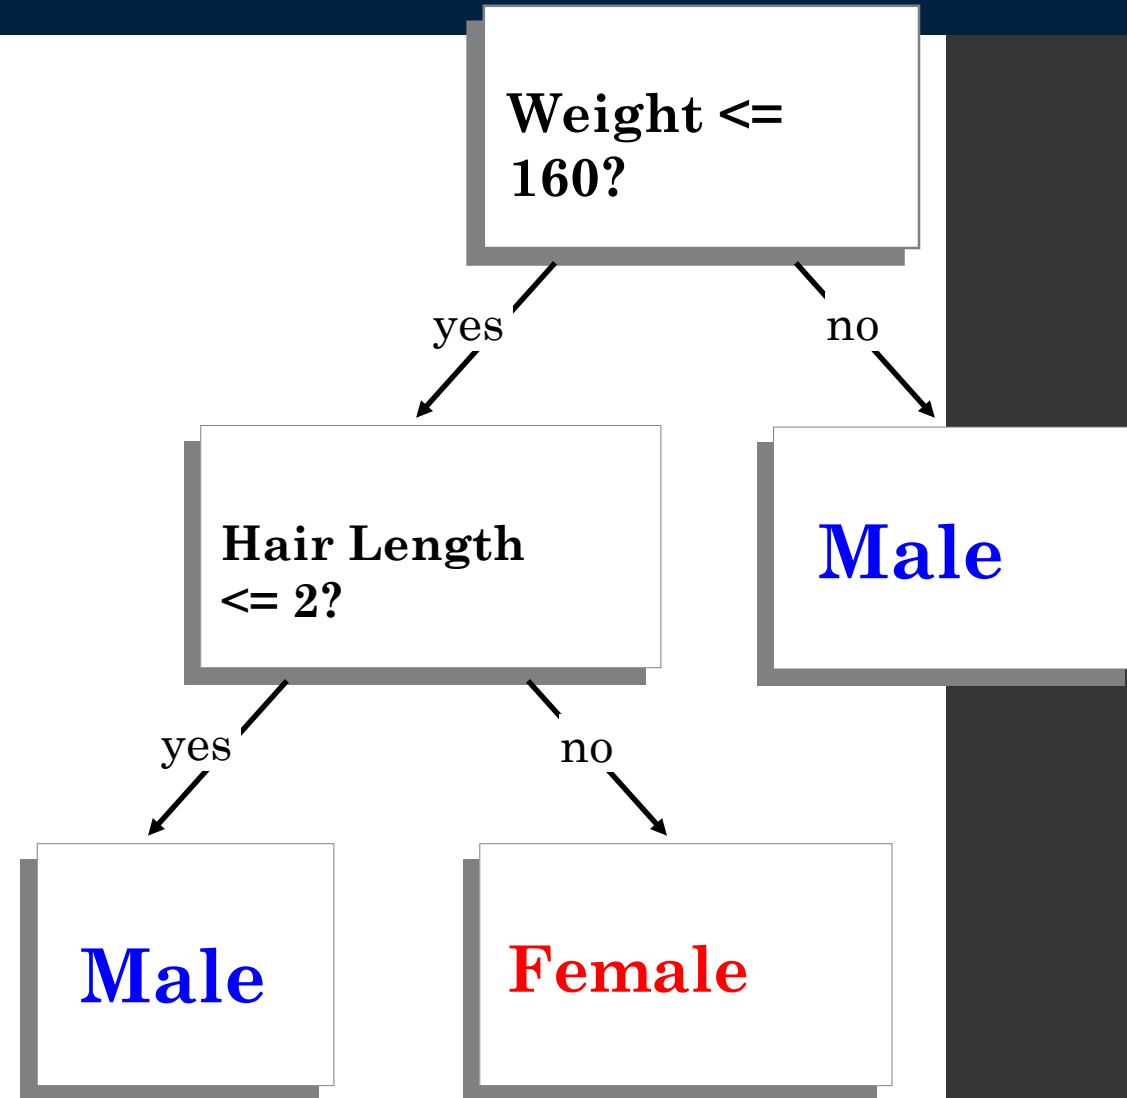 Weight <=
160?
yes
no
Hair Length
<= 2?
Male
yes
no
Male
Female